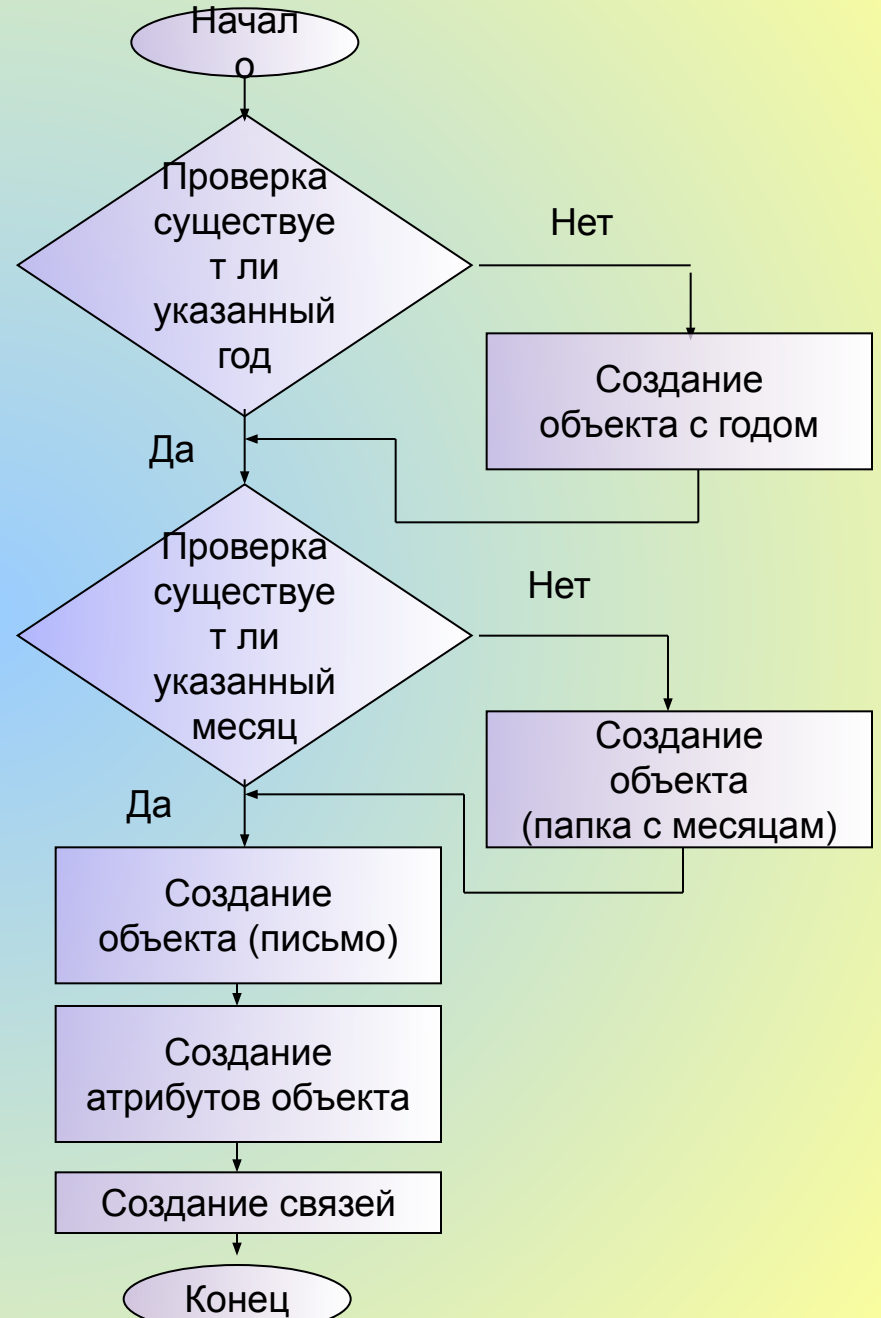 Начал
о
Проверка
существуе
т ли
указанный
год
Нет
Создание
объекта с годом
Да
Проверка
существуе
т ли
указанный
месяц
Нет
Создание
объекта
(папка с месяцам)
Да
Создание
объекта (письмо)
Создание
атрибутов объекта
Создание связей
Конец